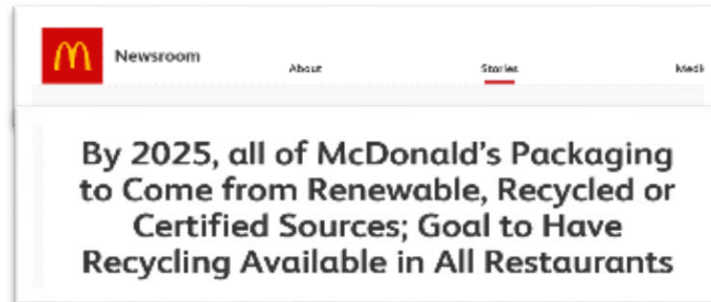 Newsroom
About
Stories
By 2025, all of McDonald's Packaging
to Come from Renewable, Recycled or
Certified Sources; Goal to Have
Recycling Available in All Restaurants